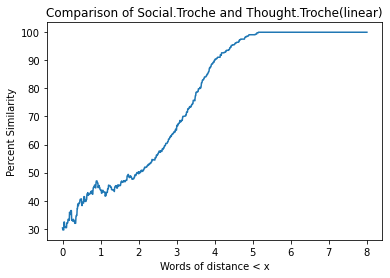 Comparison of Social.Troche and Thought.Troche(linear)
100
90
80
70
60
50
40
30
Percent Similarity
0 1 2 3 4 5 6 7 8
Words of distance < x